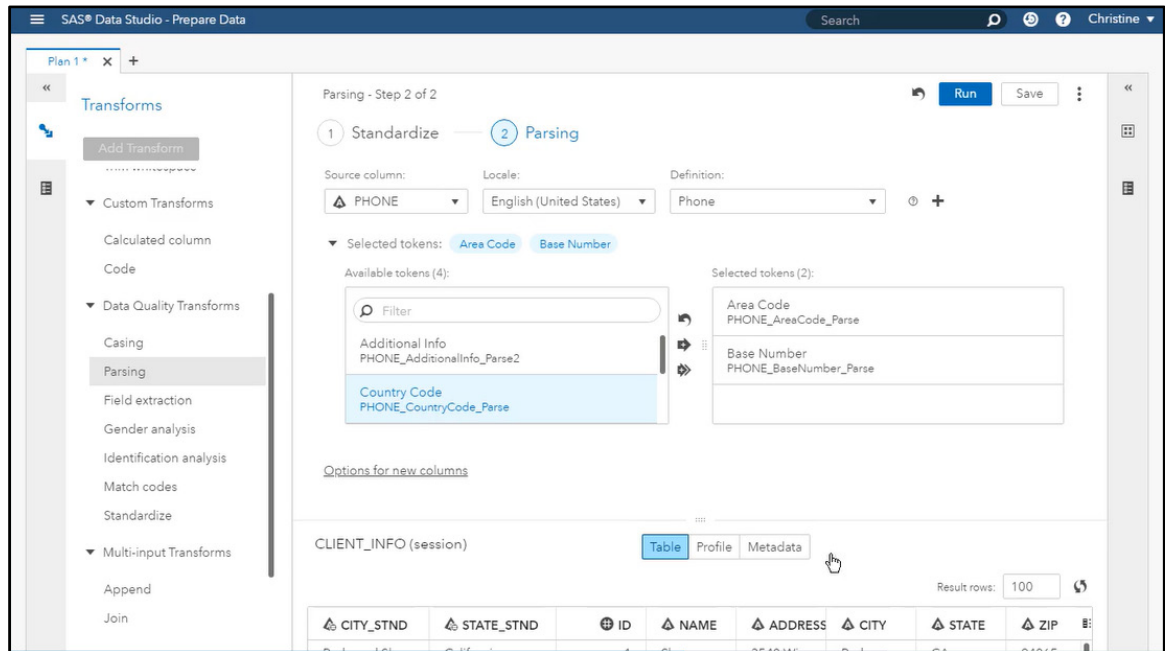 SAS® Data Studio - Prepare Data
Search
Christine
Plan 1 *
Transforms
Add Transform
Custom Transforms
Calculated column
Code
Data Quality Transforms
Casing
Parsing
Field extraction
Gender analysis
Identification analysis
Match codes
Standardize
Multi-input Transforms
Append
Join
Parsing - Step 2 of 2
Run
Save
1 Standardize
2 Parsing
Source column:
Locale:
Definition:
PHONE
English (United States)
Phone
Selected tokens: Area Code Base Number
Available tokens (4):
Selected tokens (2):
Filter
Additional Info
PHONE_AdditionalInfo_Parse2
Country Code
PHONE_CountryCode_Parse
Area Code
PHONE_AreaCode_Parse
Base Number
PHONE_BaseNumber_Parse
Options for new columns
CLIENT_INFO (session)
Table Profile Metadata
Result rows: 100
CITY_STND STATE_STND ID NAME ADDRESS CITY STATE ZIP